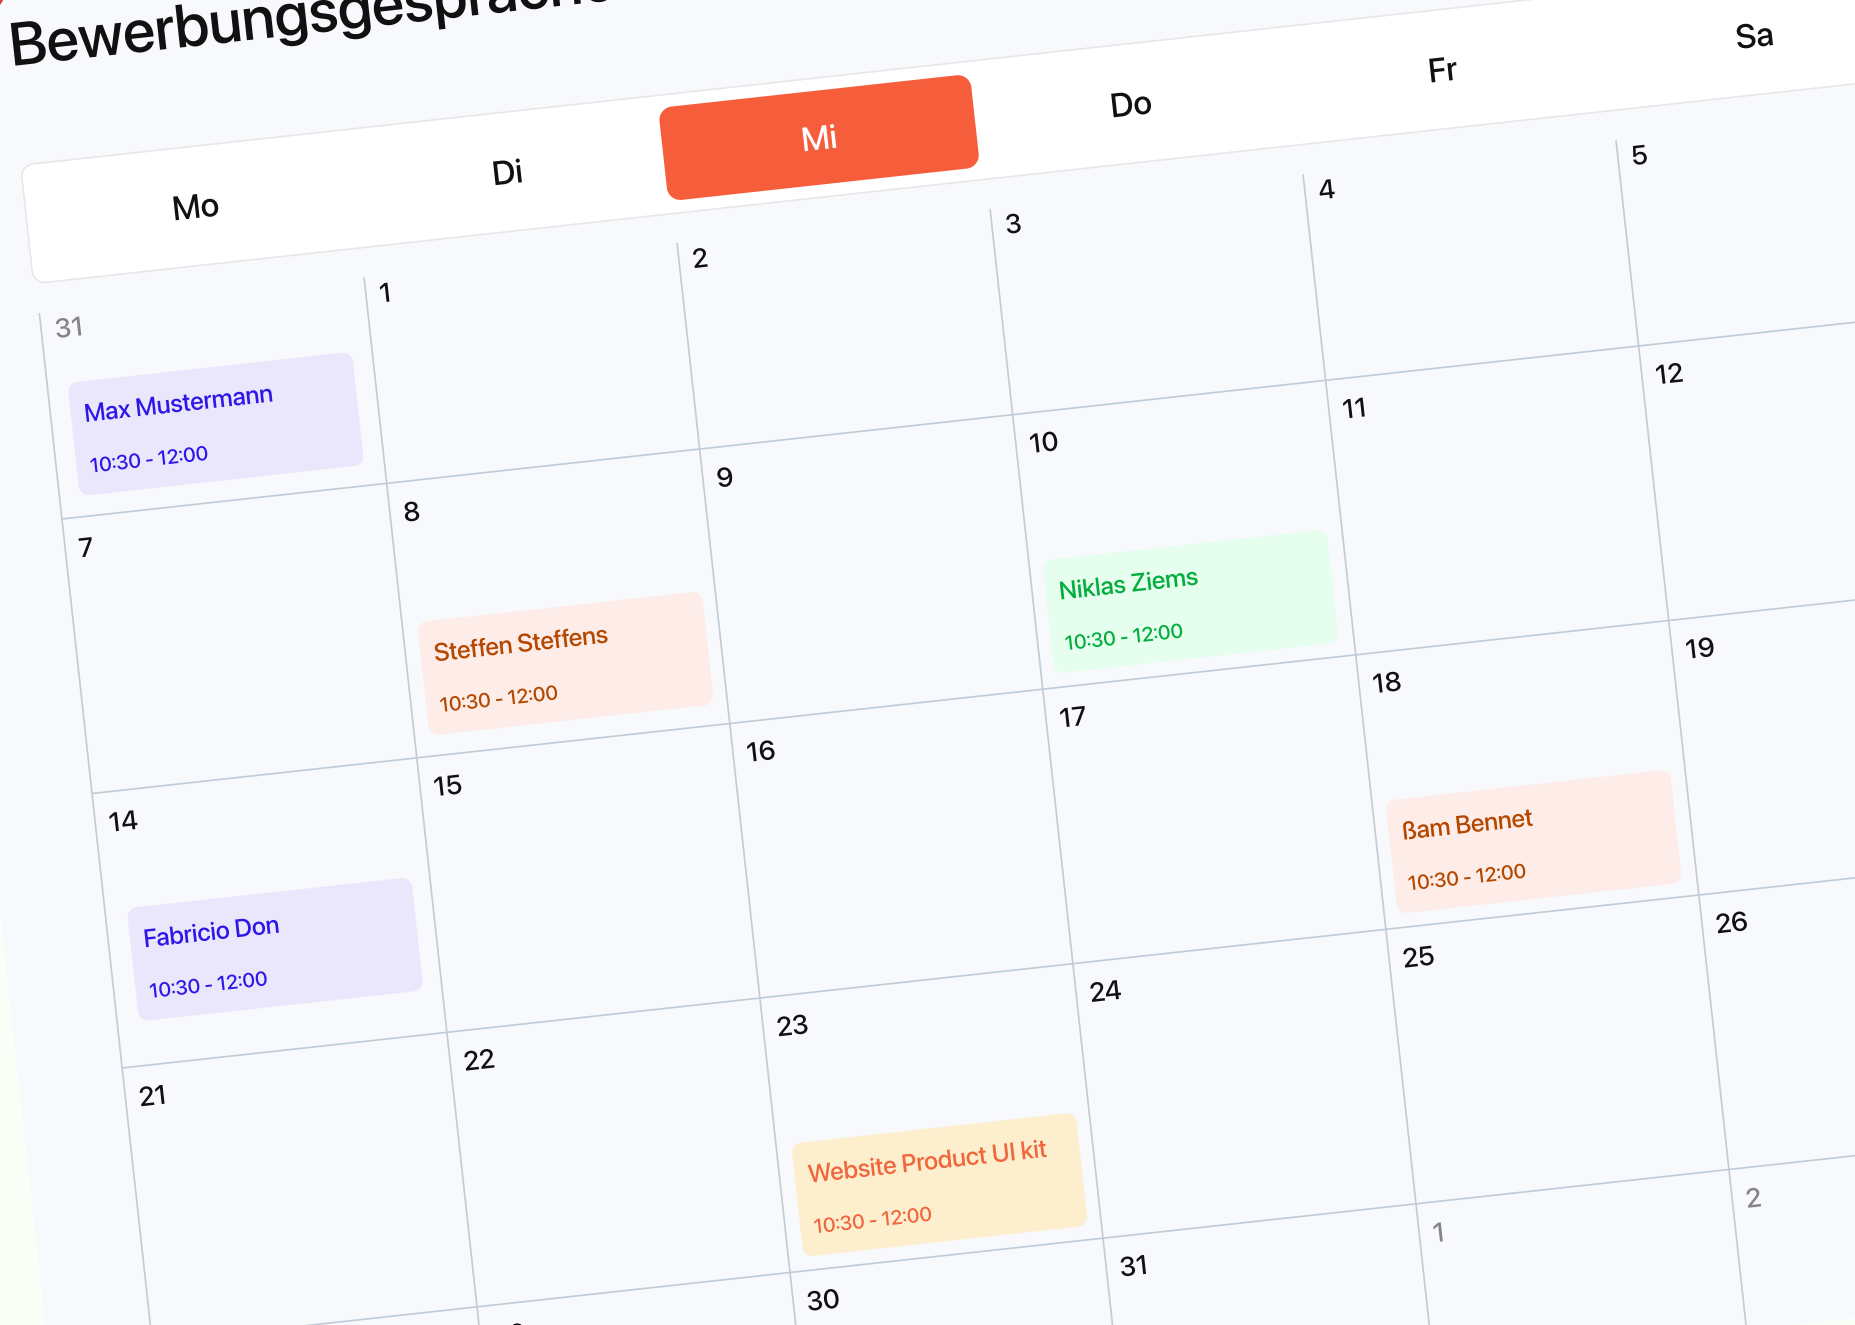 Bewerbungsgespräche
Mo Di Mi Do Fr Sa
31 1 2 3 4 5
Max Mustermann
10:30 - 12:00
7 8 9 10 11 12
Steffen Steffens
10:30 - 12:00
Niklas Ziems
10:30 - 12:00
14 15 16 17 18 19
Fabricio Don
10:30 - 12:00
ßam Bennet
10:30 - 12:00
21 22 23 24 25 26
Website Product UI kit
10:30 - 12:00
30 31 1 2